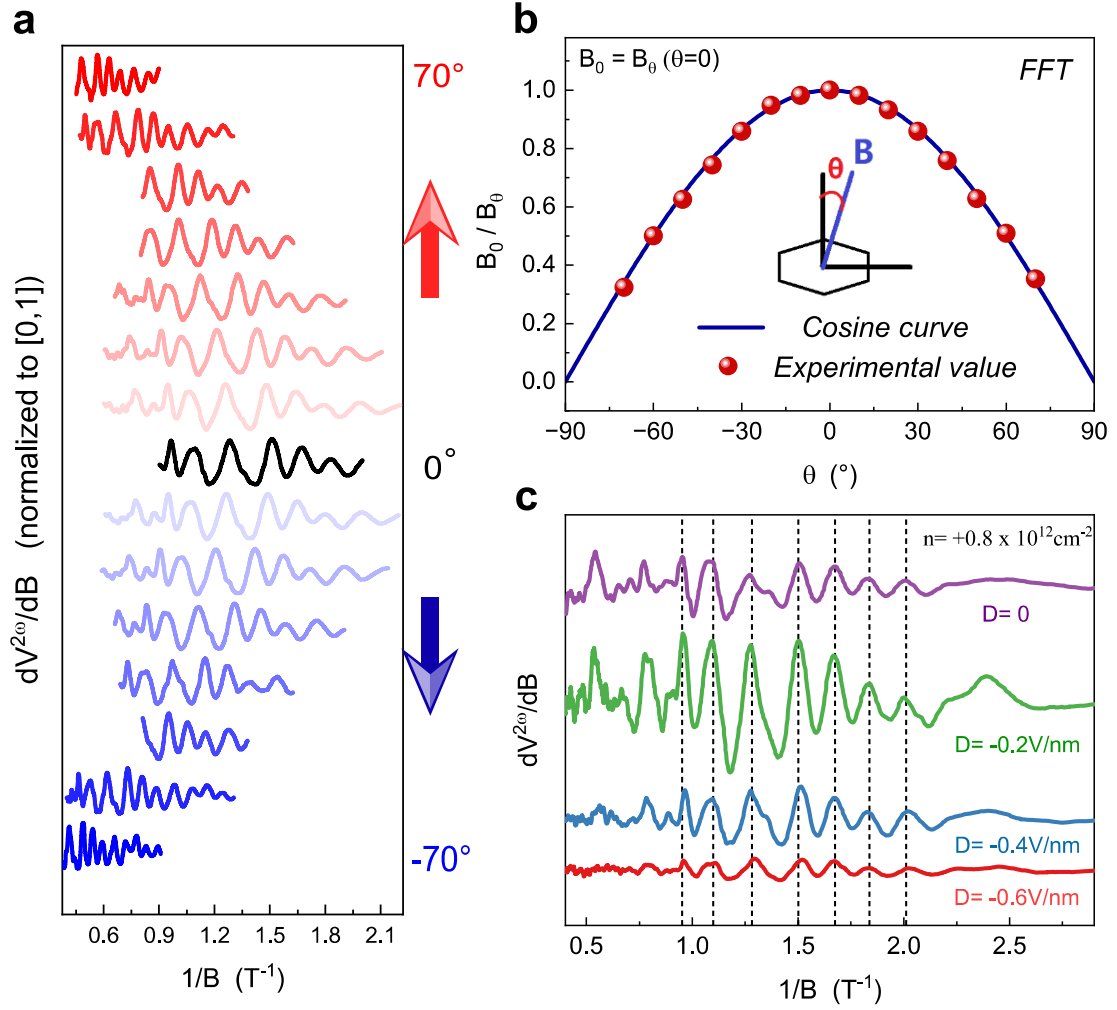 a
70°
0°
-70°
dV²ω/dB (normalized to [0,1])
0.6 0.9 1.2 1.5 1.8 2.1
1/B (T⁻¹)
b
B₀ = Bθ (θ=0)
FFT
θ
B
Cosine curve
Experimental value
B₀ / Bθ
1.0
0.8
0.6
0.4
0.2
0.0
−90 −60 −30 0 30 60 90
θ (°)
c
n= +0.8 x 10¹²cm⁻²
D= 0
D= -0.2V/nm
D= -0.4V/nm
D= -0.6V/nm
dV²ω/dB
0.5 1.0 1.5 2.0 2.5
1/B (T⁻¹)